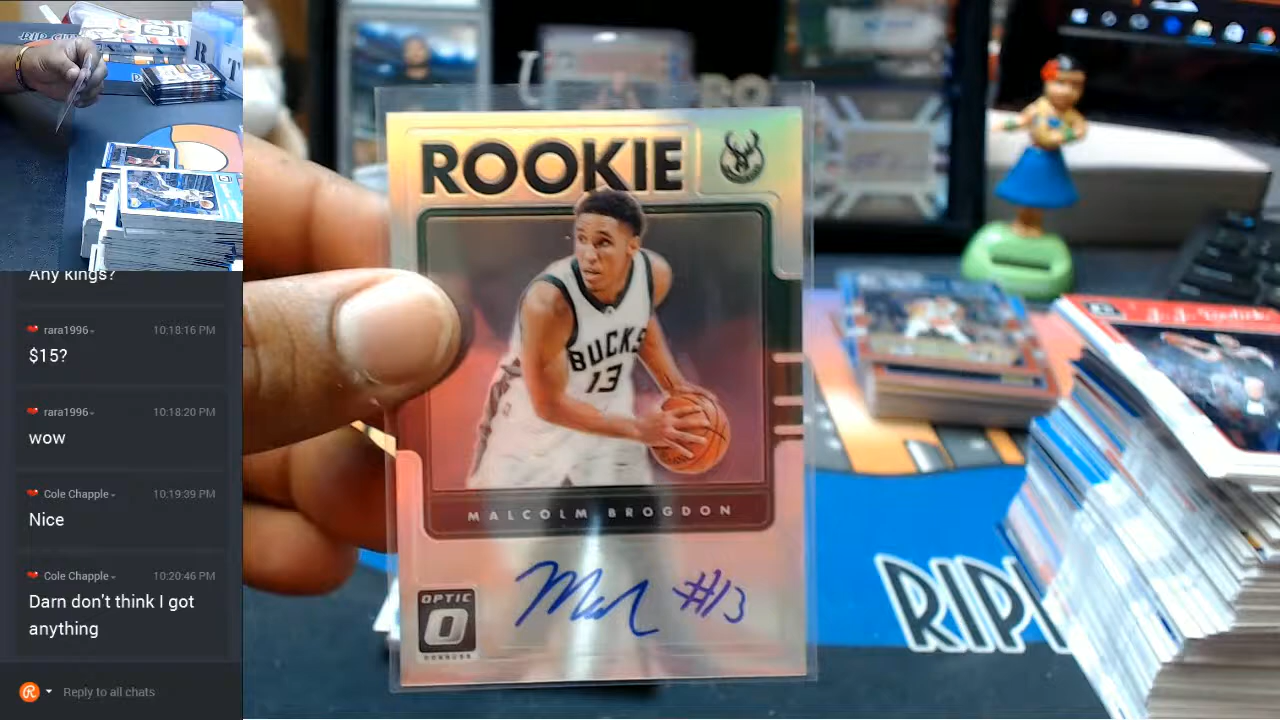 R
T
Any kings?
rara1996
10:18:16 PM
$15?
rara1996
10:18:20 PM
wow
Cole Chapple
10:19:39 PM
Nice
Cole Chapple
10:20:46 PM
Darn don't think I got
anything
Reply to all chats
ROOKIE
BUCKS
13
MALCOLM BROGDON
OPTIC
DONRUSS
#13
J.J. Redick
RIP